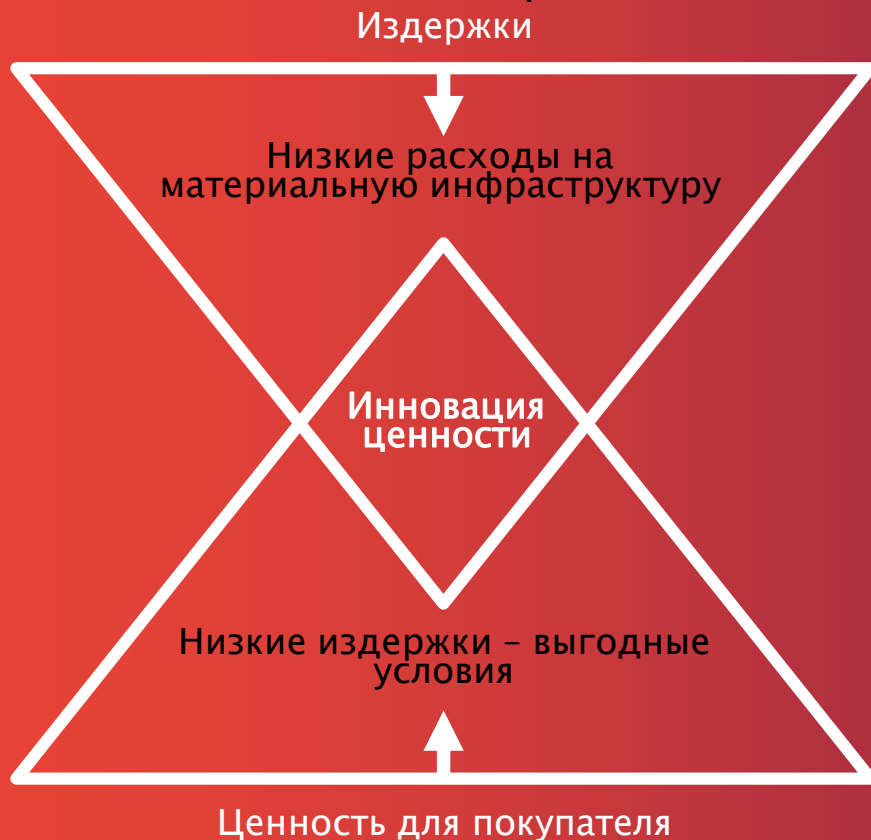 Издержки
Низкие расходы на
материальную инфраструктуру
Инновация
ценности
Низкие издержки – выгодные
условия
Ценность для покупателя